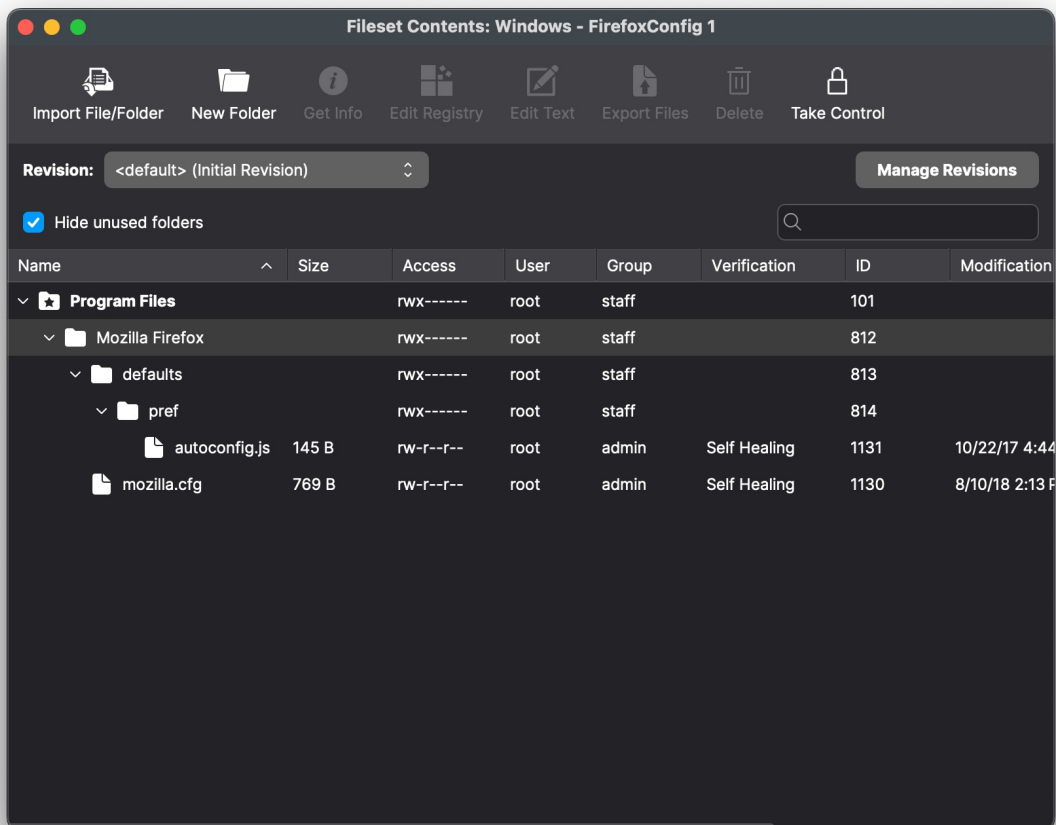 Fileset Contents: Windows - FirefoxConfig 1
Import File/Folder New Folder Get Info Edit Registry Edit Text Export Files Delete Take Control
Revision: <default> (Initial Revision) Manage Revisions
Hide unused folders
Name Size Access User Group Verification ID Modification
Program Files rwx------ root staff 101
Mozilla Firefox rwx------ root staff 812
defaults rwx------ root staff 813
pref rwx------ root staff 814
autoconfig.js 145 B rw-r--r-- root admin Self Healing 1131 10/22/17 4:44
mozilla.cfg 769 B rw-r--r-- root admin Self Healing 1130 8/10/18 2:13